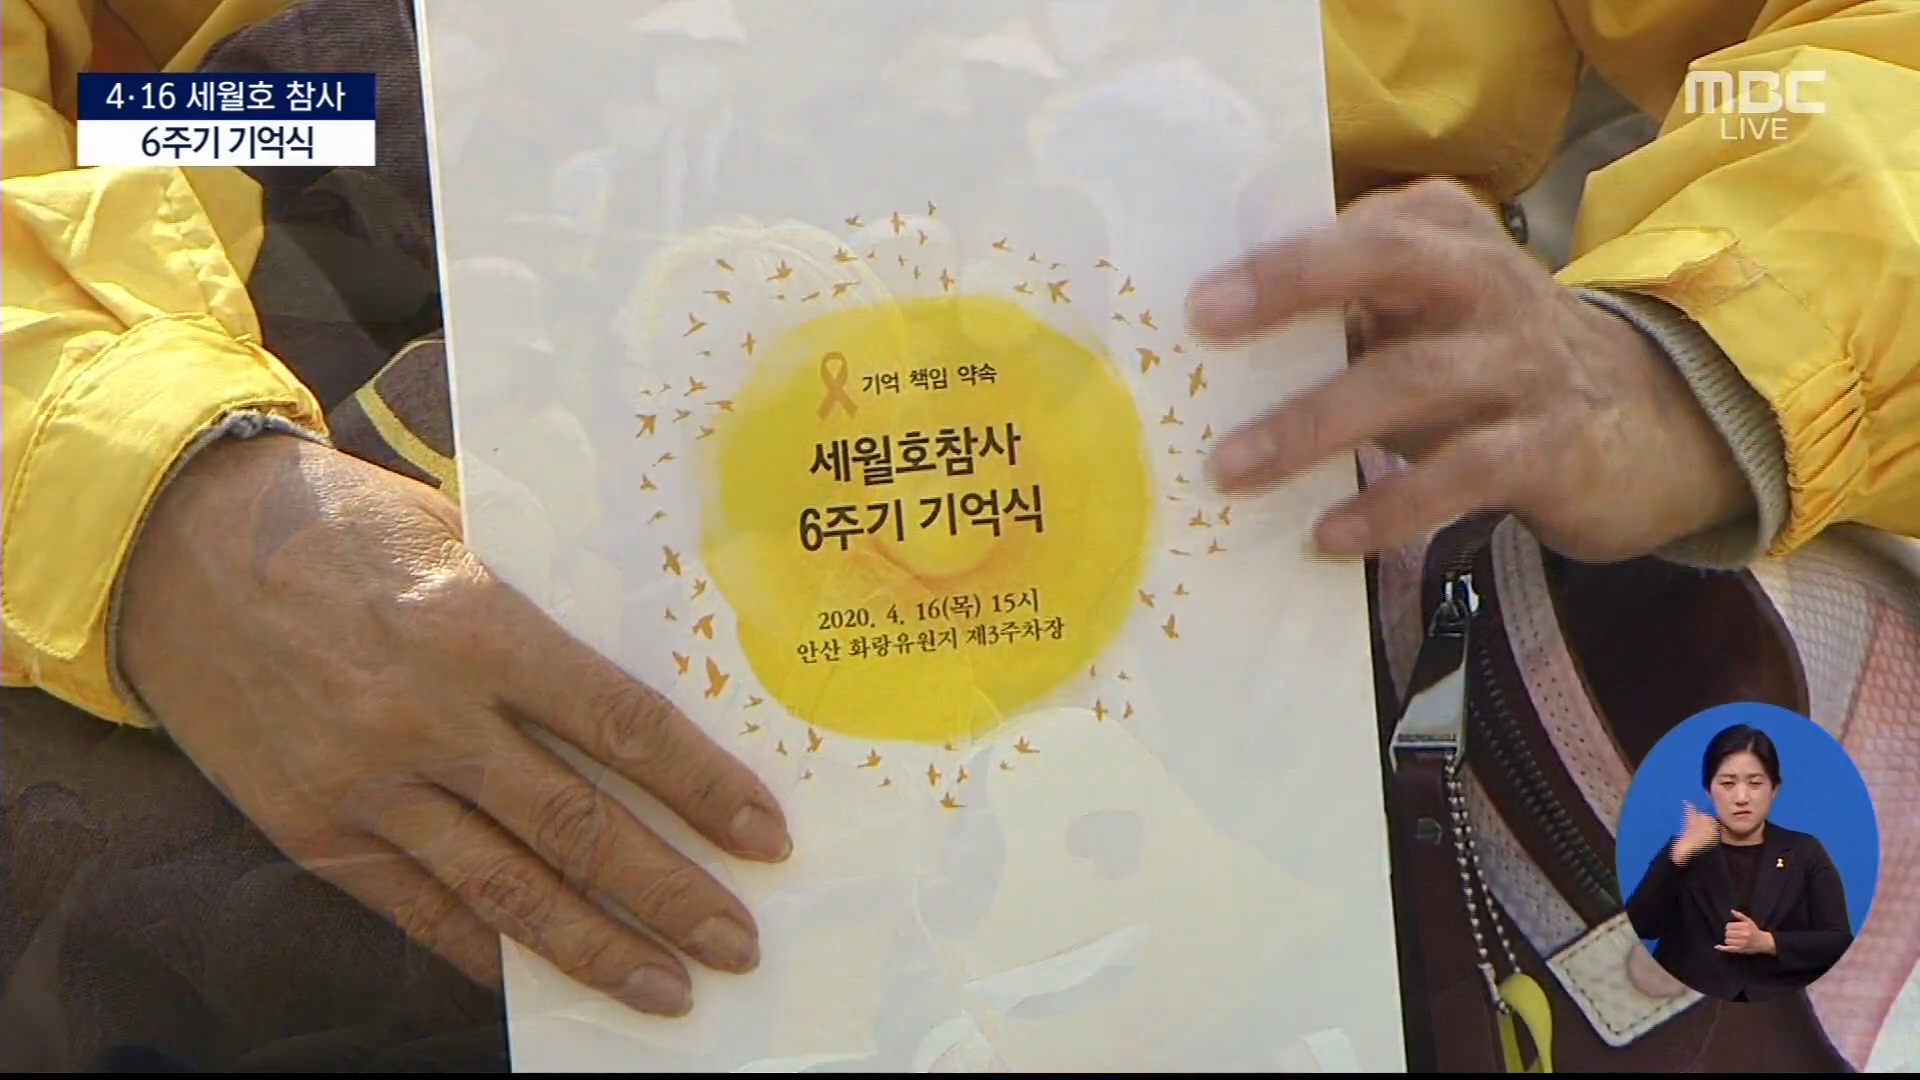 4·16 세월호 참사
6주기 기억식
MBC
LIVE
기억 책임 약속
세월호참사
6주기 기억식
2020. 4. 16(목) 15시
안산 화랑유원지 제3주차장